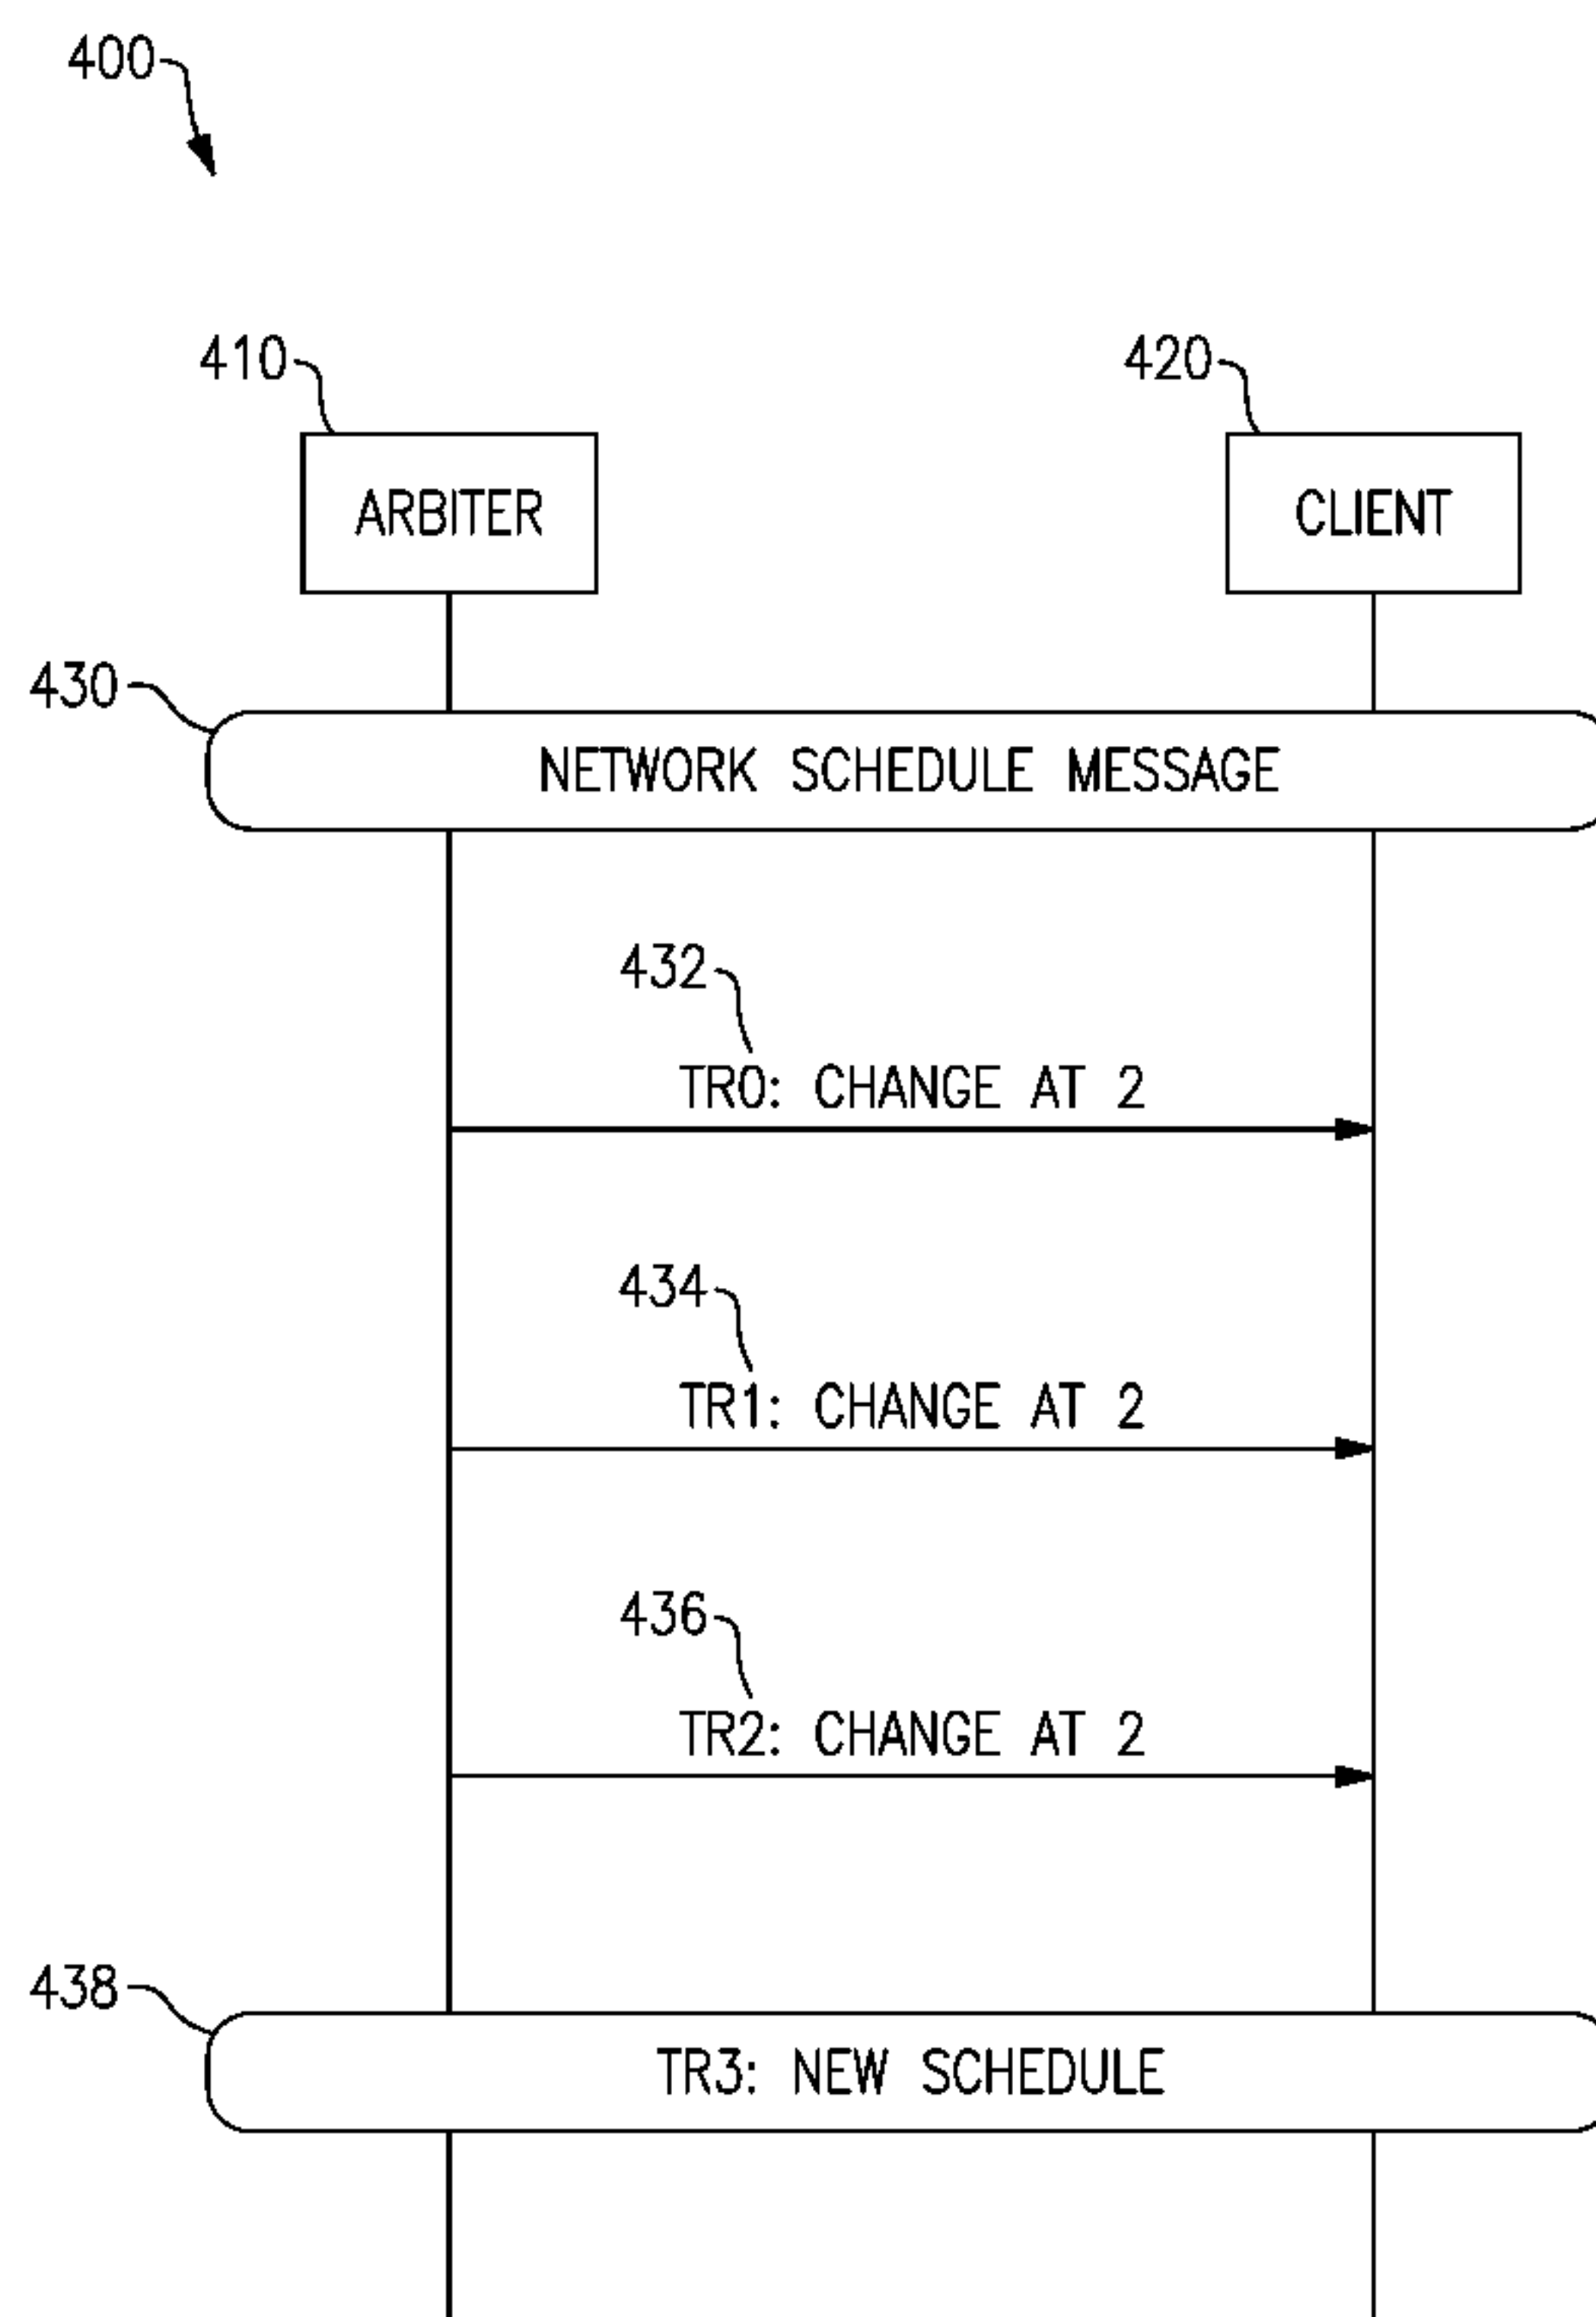 400
410
420
ARBITER
CLIENT
430
NETWORK SCHEDULE MESSAGE
432
TR0: CHANGE AT 2
434
TR1: CHANGE AT 2
436
TR2: CHANGE AT 2
438
TR3: NEW SCHEDULE